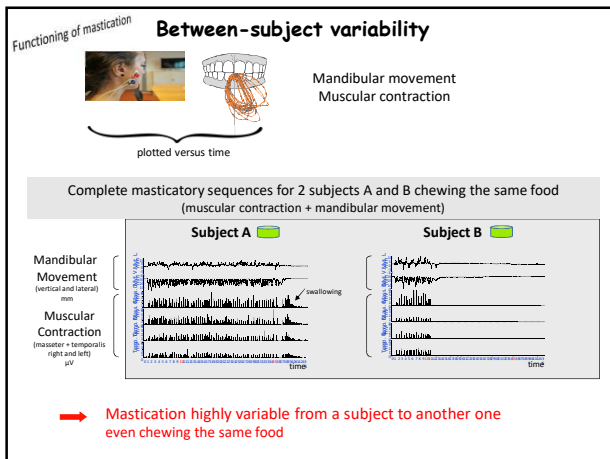 Functioning of mastication
Between-subject variability
Mandibular movement
Muscular contraction
plotted versus time
Complete masticatory sequences for 2 subjects A and B chewing the same food
(muscular contraction + mandibular movement)
Subject A
Subject B
Mandibular
Movement
(vertical and lateral)
mm
Muscular
Contraction
(masseter + temporalis
right and left)
µV
swallowing
time
time
Mastication highly variable from a subject to another one
even chewing the same food